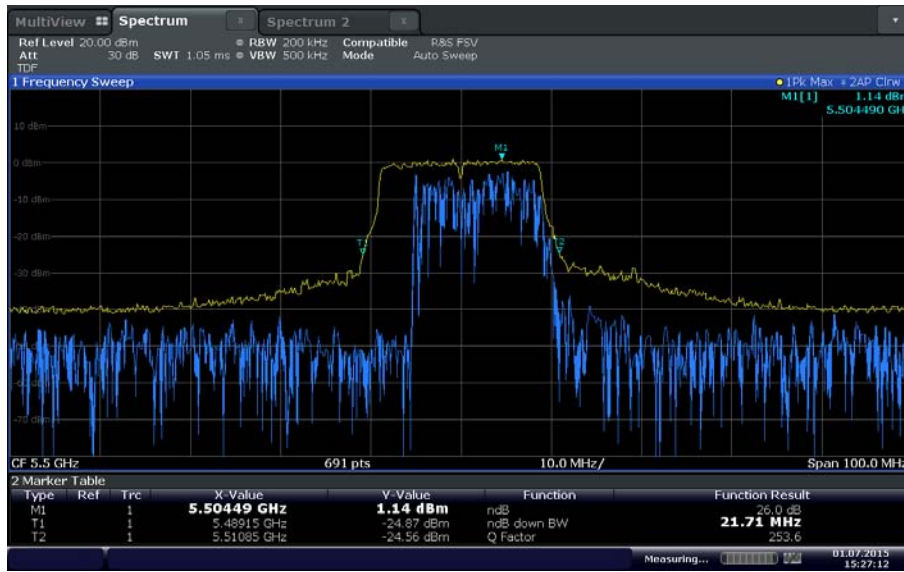 MultiView Spectrum x Spectrum 2 x
Ref Level 20.00 dBm RBW 200 kHz Compatible R&S FSV
Att 30 dB SWT 1.05 ms VBW 500 kHz Mode Auto Sweep
TDF
1 Frequency Sweep 1Pk Max 2AP Clrw
M1[1] 1.14 dBm
5.504490 GH
10 dBm
M1
0 dBm
-10 dBm
-20 dBm
T1 T2
-30 dBm
-70 dBm
CF 5.5 GHz 691 pts 10.0 MHz/ Span 100.0 MHz
2 Marker Table
Type Ref Trc X-Value Y-Value Function Function Result
M1 1 5.50449 GHz 1.14 dBm ndB 26.0 dB
T1 1 5.48915 GHz -24.87 dBm ndB down BW 21.71 MHz
T2 1 5.51085 GHz -24.56 dBm Q Factor 253.6
Measuring... 01.07.2015
15:27:12